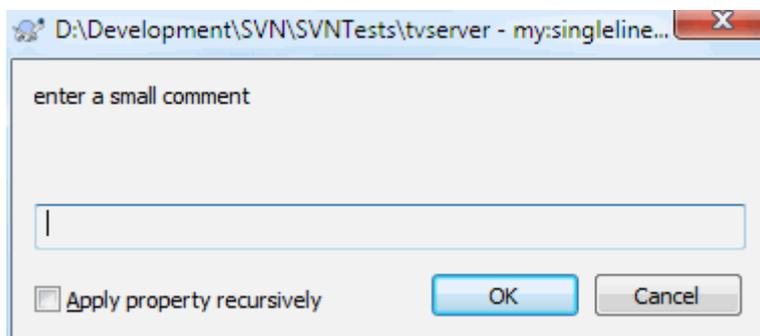 D:\Development\SVN\SVNTests\tvserver - my:singleline...
enter a small comment
Apply property recursively
OK
Cancel